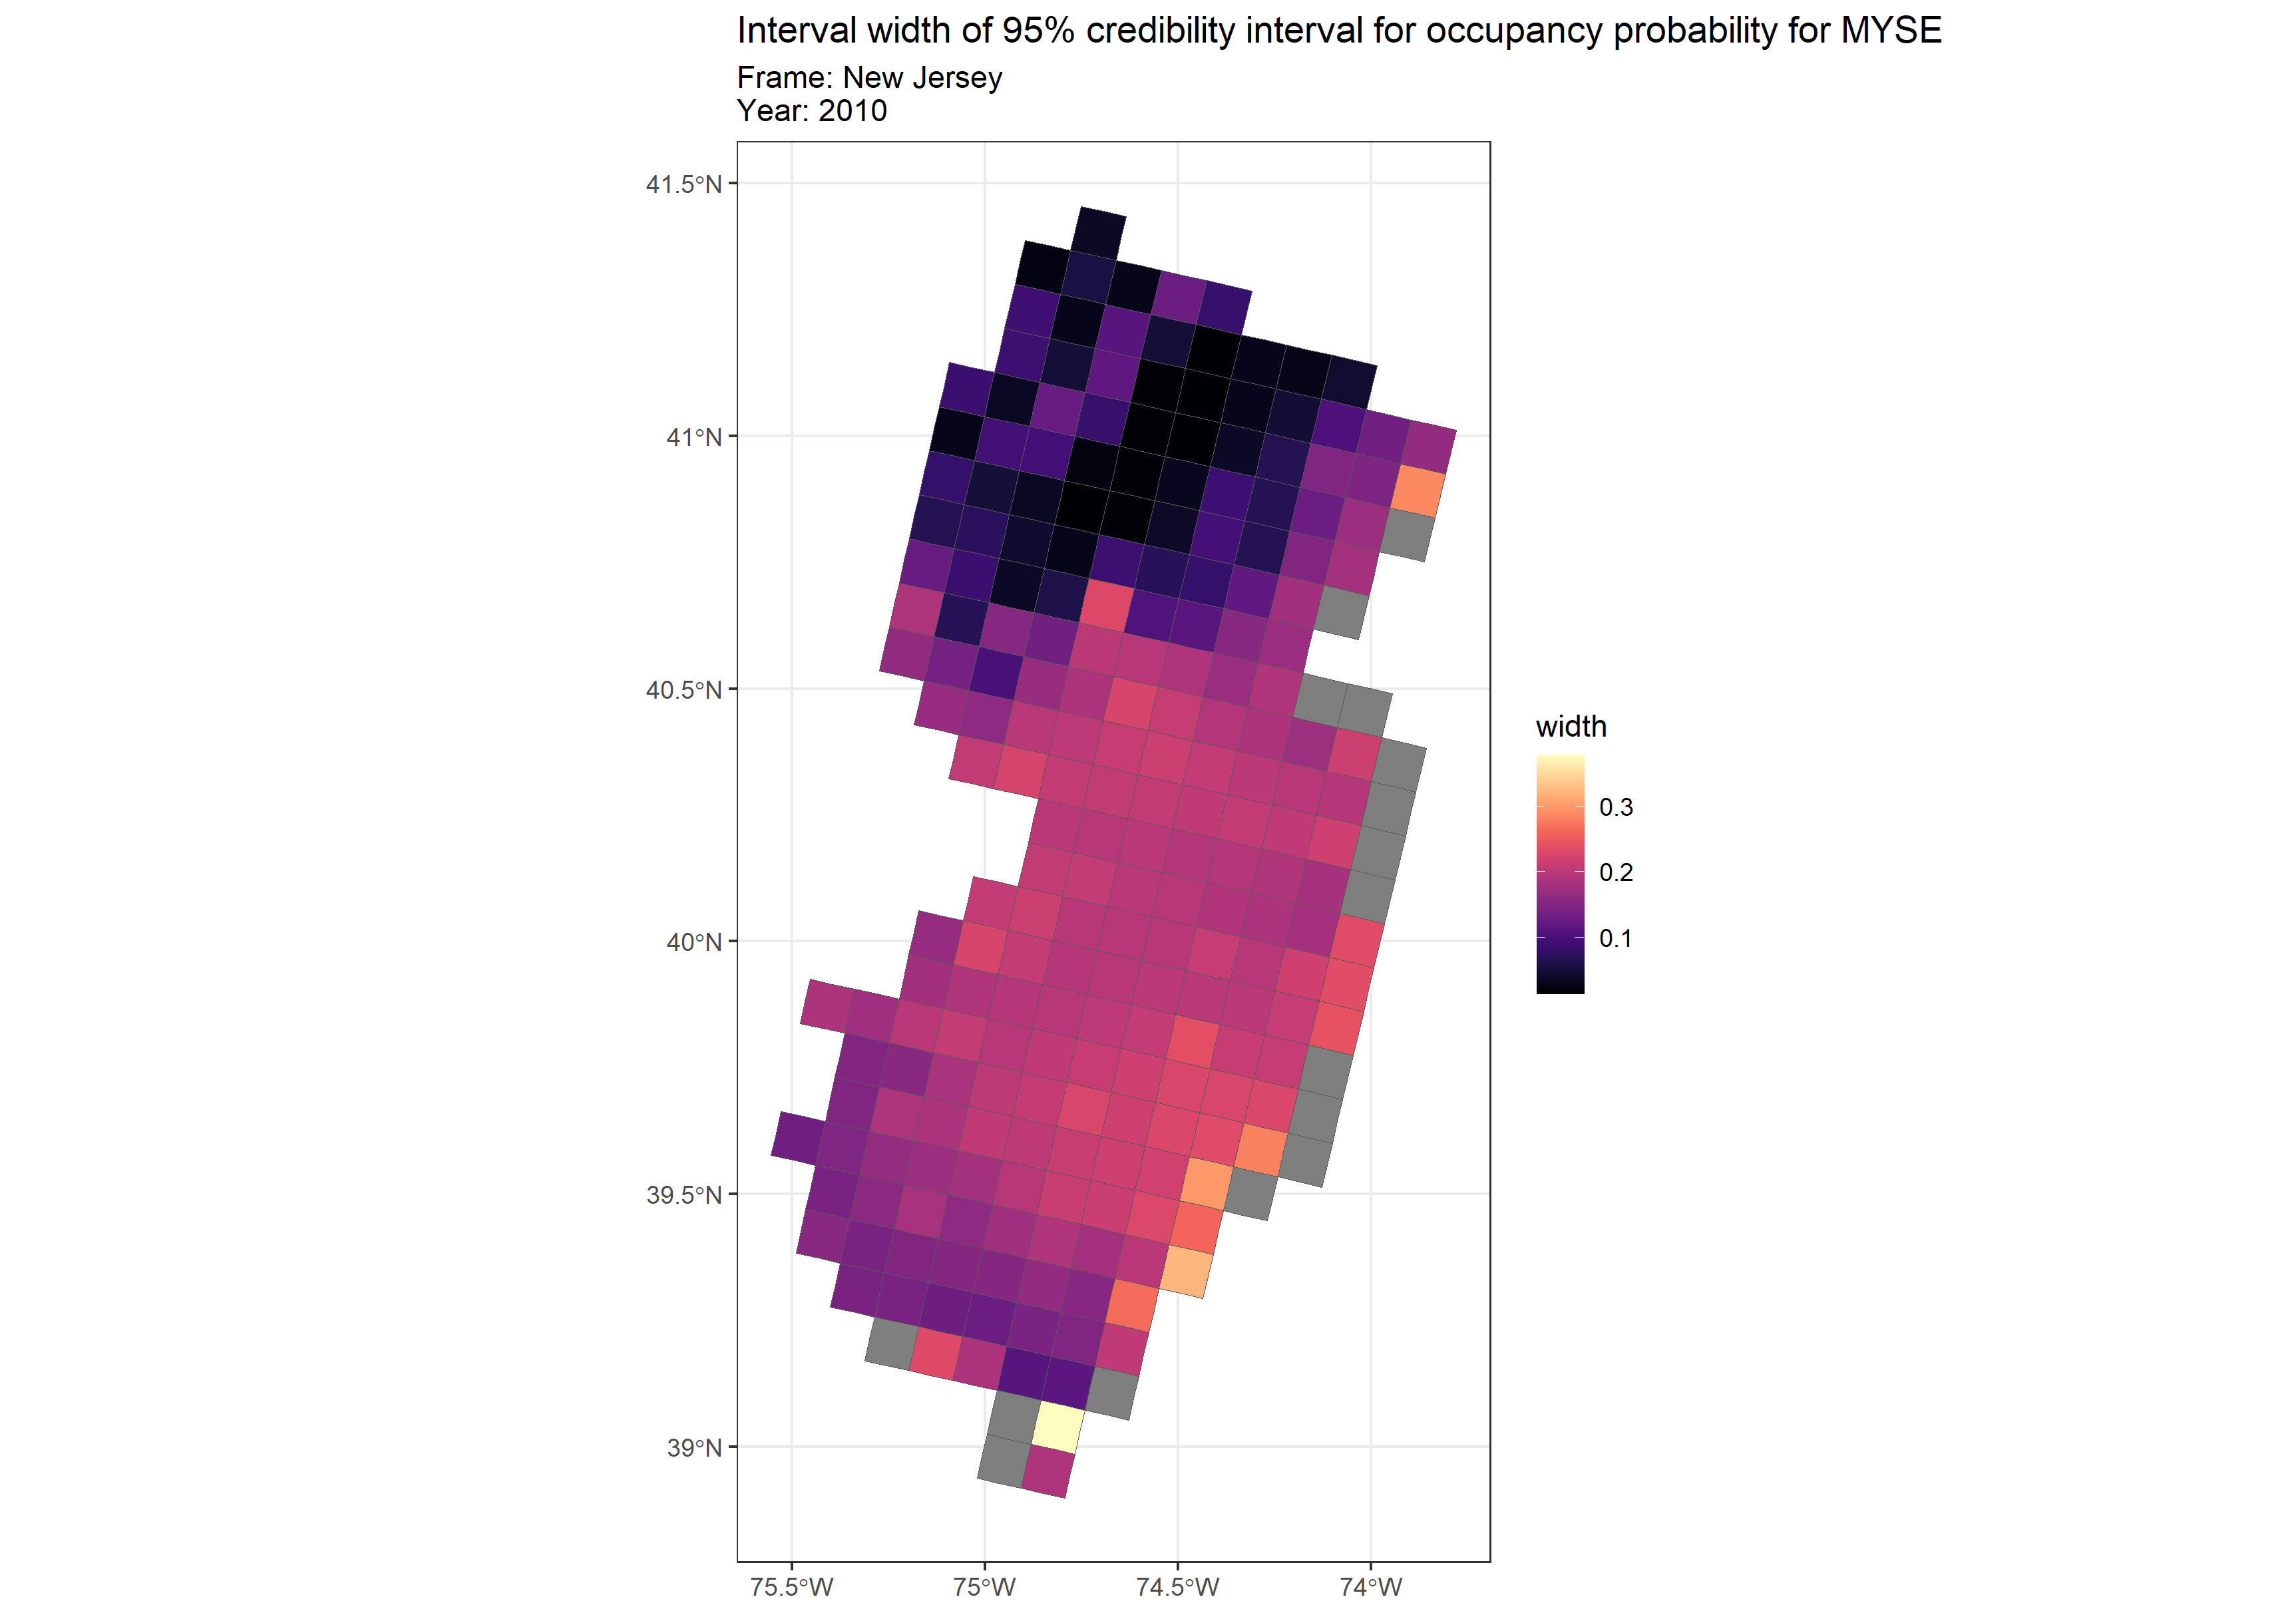 Interval width of 95% credibility interval for occupancy probability for MYSE
Frame: New Jersey
Year: 2010
41.5°N
41°N
40.5°N
40°N
39.5°N
39°N
75.5°W
75°W
74.5°W
74°W
width
0.3
0.2
0.1